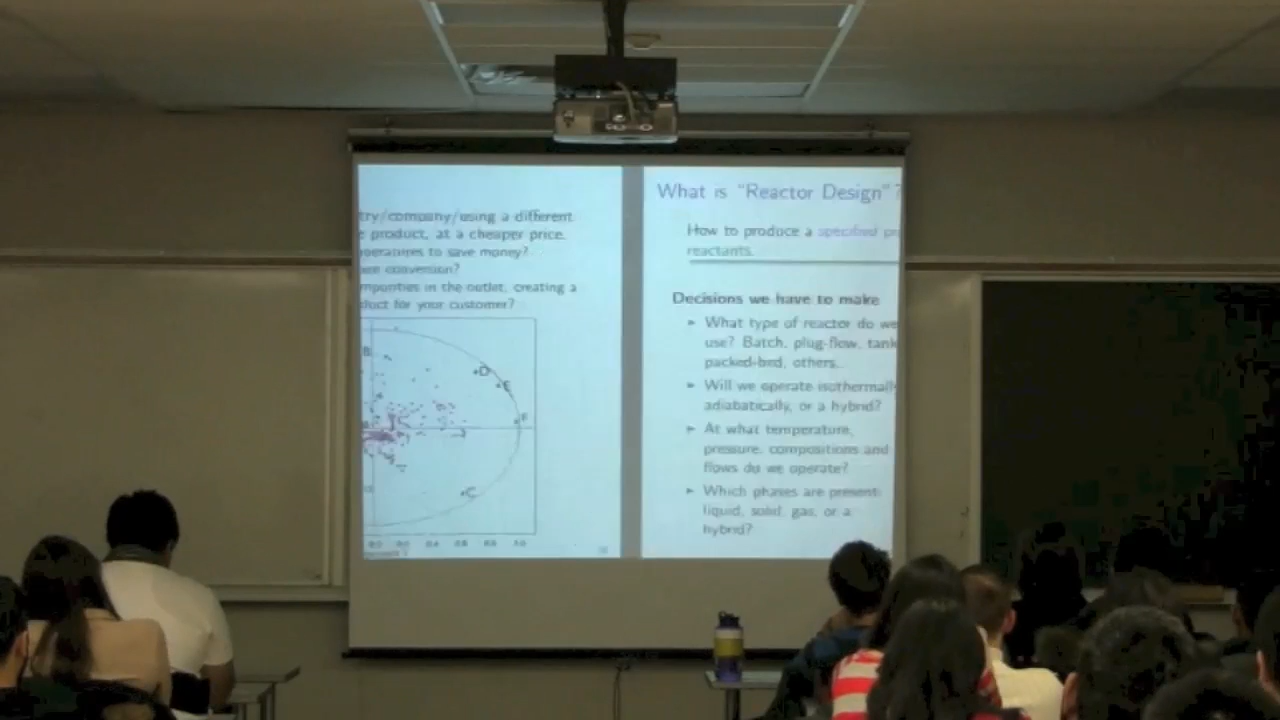 try/company/using a different
product, at a cheaper price.
to save money?
conversion?
impurities in the outlet, creating a
for your customer?
B
D
E
F
C
What is "Reactor Design"?
How to produce a specified
reactants.
Decisions we have to make
► What type of reactor do we
use? Batch, plug-flow, tank
packed-bed, others...
► Will we operate isothermally
adiabatically, or a hybrid?
► At what temperature,
pressure, compositions and
flows do we operate?
► Which phases are present:
liquid, solid, gas, or a
hybrid?